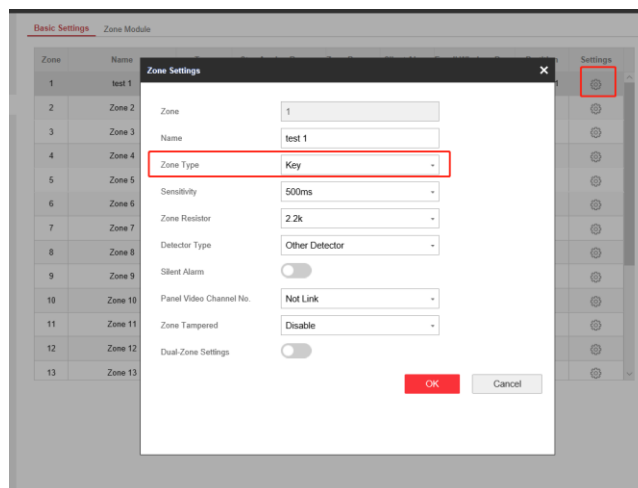 Basic Settings Zone Module
Zone Name Settings
Zone Settings
1 test 1
2 Zone 2
3 Zone 3
4 Zone 4
5 Zone 5
6 Zone 6
7 Zone 7
8 Zone 8
9 Zone 9
10 Zone 10
11 Zone 11
12 Zone 12
13 Zone 13
Zone 1
Name test 1
Zone Type Key
Sensitivity 500ms
Zone Resistor 2.2k
Detector Type Other Detector
Silent Alarm
Panel Video Channel No. Not Link
Zone Tampered Disable
Dual-Zone Settings
OK Cancel